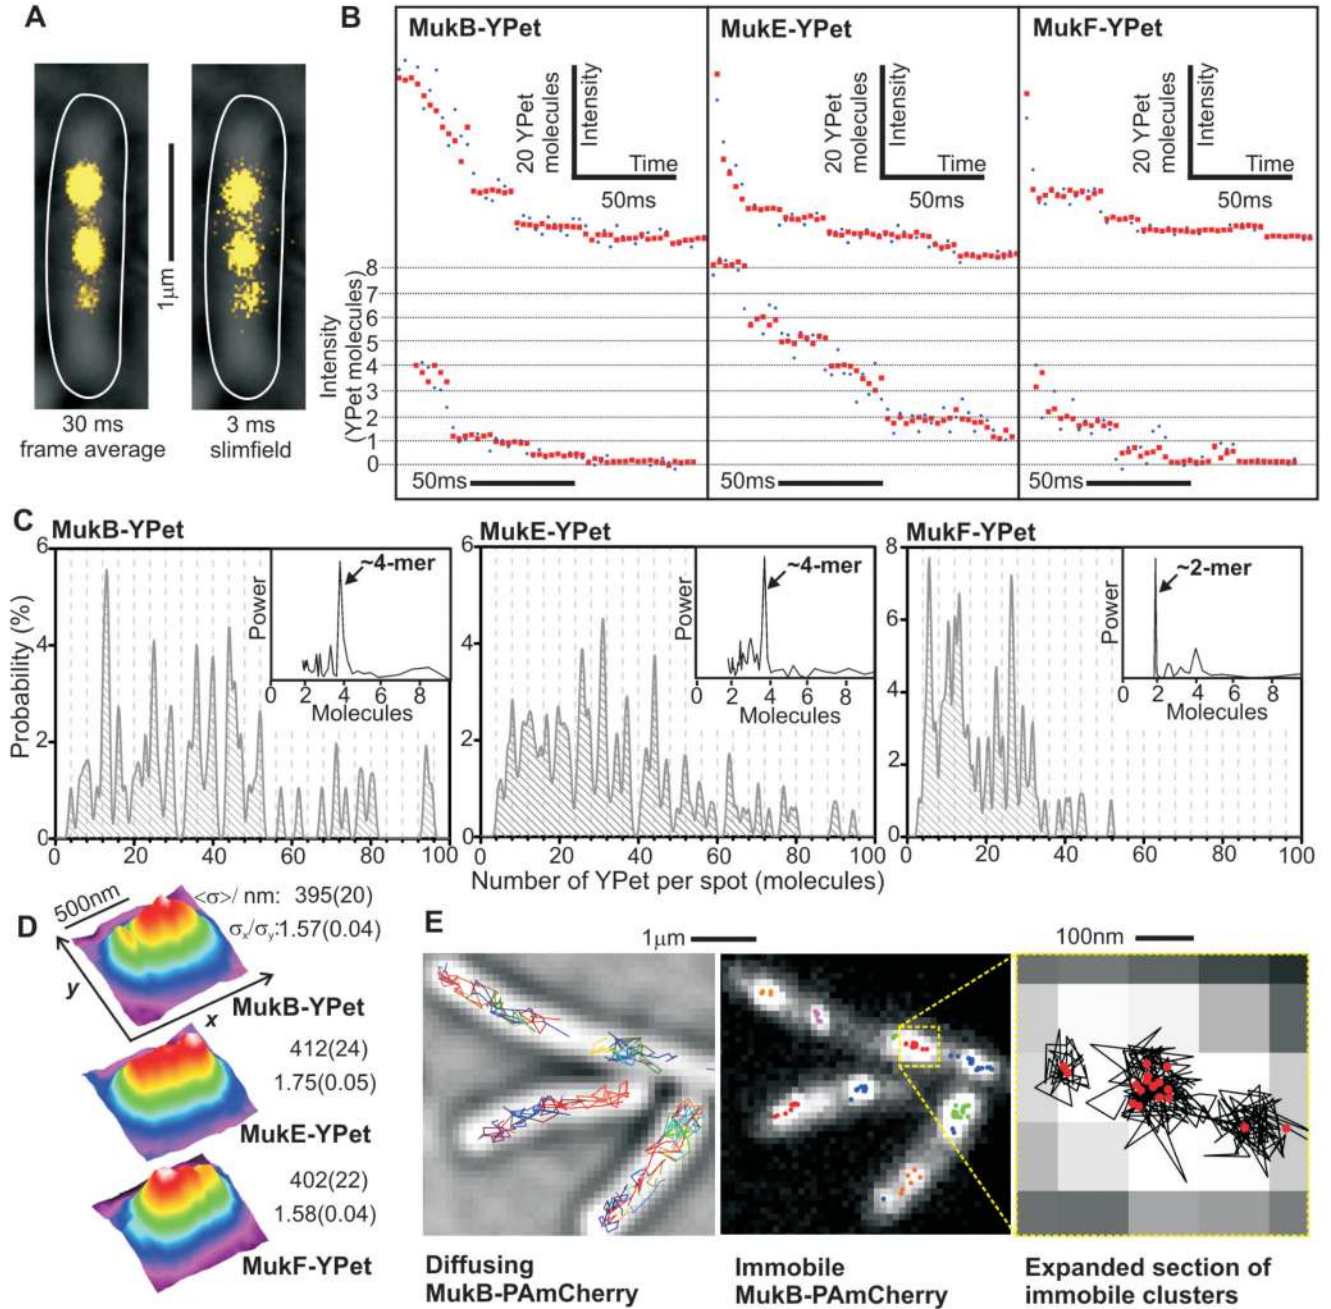 A
30 ms
frame average
1μm
3 ms
slimfield
B
MukB-YPet
20 YPet
molecules
Intensity
Time
50ms
MukE-YPet
20 YPet
molecules
Intensity
Time
50ms
MukF-YPet
20 YPet
molecules
Intensity
Time
50ms
Intensity
(YPet molecules)
8
7
6
5
4
3
2
1
0
50ms
50ms
50ms
C
MukB-YPet
Probability (%)
6
4
2
0
0 20 40 60 80 100
Power
~4-mer
0 2 4 6 8
Molecules
MukE-YPet
6
4
2
0
0 20 40 60 80 100
Power
~4-mer
0 2 4 6 8
Molecules
MukF-YPet
8
6
4
2
0
0 20 40 60 80 100
Power
~2-mer
0 2 4 6 8
Molecules
Number of YPet per spot (molecules)
D
500nm
<σ>/ nm: 395(20)
σx/σy:1.57(0.04)
y
x
MukB-YPet
412(24)
1.75(0.05)
MukE-YPet
402(22)
1.58(0.04)
MukF-YPet
E
1μm
100nm
Diffusing
MukB-PAmCherry
Immobile
MukB-PAmCherry
Expanded section of
immobile clusters